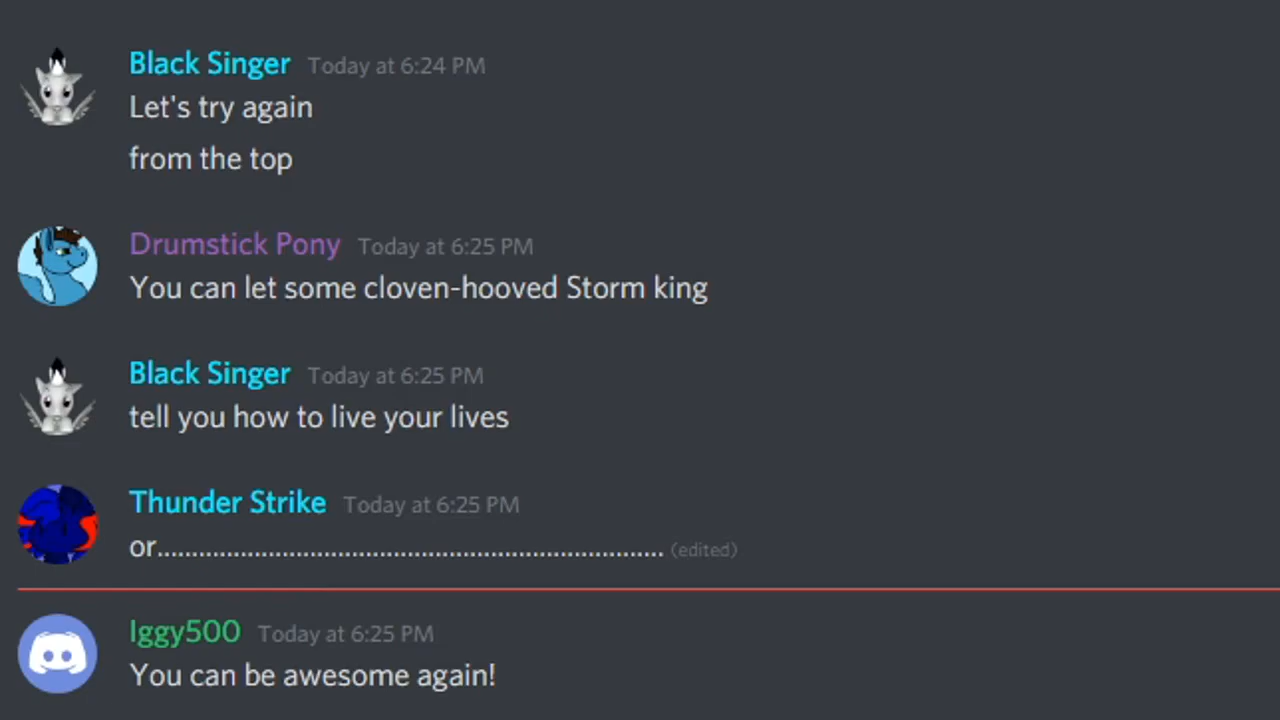 Black Singer Today at 6:24 PM
Let's try again
from the top
Drumstick Pony Today at 6:25 PM
You can let some cloven-hooved Storm king
Black Singer Today at 6:25 PM
tell you how to live your lives
Thunder Strike Today at 6:25 PM
or......................................................................... (edited)
Iggy500 Today at 6:25 PM
You can be awesome again!